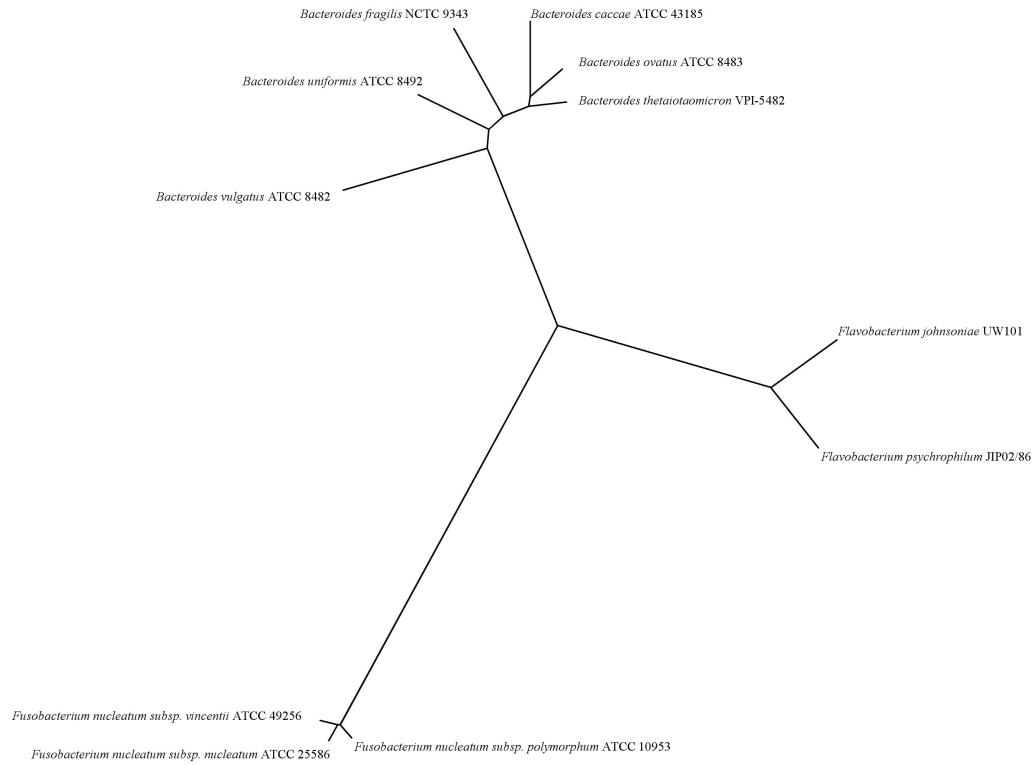 Bacteroides fragilis NCTC 9343
Bacteroides caccae ATCC 43185
Bacteroides ovatus ATCC 8483
Bacteroides uniformis ATCC 8492
Bacteroides thetaiotaomicron VPI-5482
Bacteroides vulgatus ATCC 8482
Flavobacterium johnsoniae UW101
Flavobacterium psychrophilum JIP02/86
Fusobacterium nucleatum subsp. vincentii ATCC 49256
Fusobacterium nucleatum subsp. polymorphum ATCC 10953
Fusobacterium nucleatum subsp. nucleatum ATCC 25586